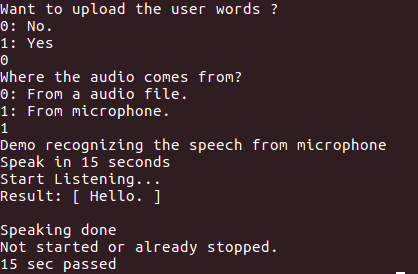 Want to upload the user words ?
0: No.
1: Yes
0
Where the audio comes from?
0: From a audio file.
1: From microphone.
1
Demo recognizing the speech from microphone
Speak in 15 seconds
Start Listening...
Result: [ Hello. ]
Speaking done
Not started or already stopped.
15 sec passed